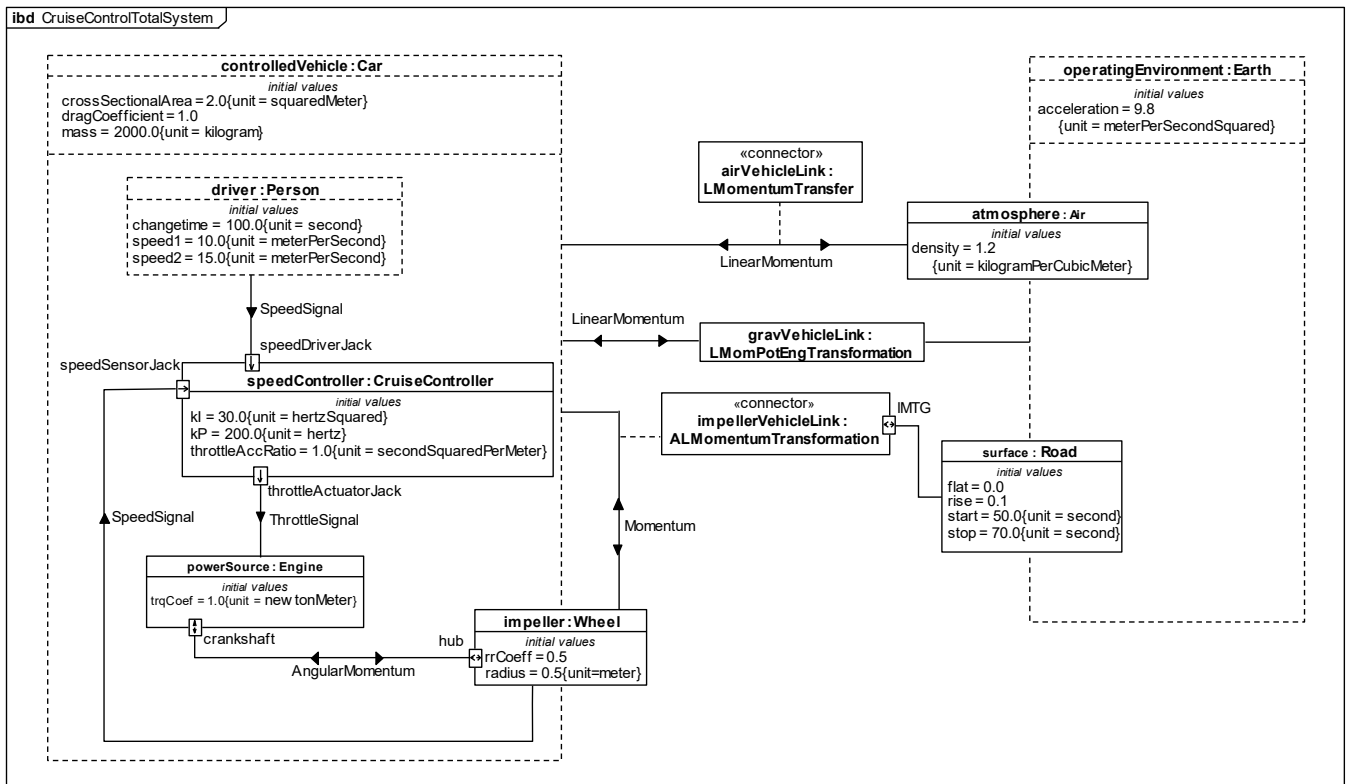 ibd CruiseControlTotalSystem
controlledVehicle : Car
initial values
crossSectionalArea = 2.0{unit = squaredMeter}
dragCoefficient = 1.0
mass = 2000.0{unit = kilogram}
operatingEnvironment : Earth
initial values
acceleration = 9.8
{unit = meterPerSecondSquared}
«connector»
airVehicleLink :
LMomentumTransfer
driver : Person
initial values
changetime = 100.0{unit = second}
speed1 = 10.0{unit = meterPerSecond}
speed2 = 15.0{unit = meterPerSecond}
atmosphere : Air
initial values
density = 1.2
{unit = kilogramPerCubicMeter}
LinearMomentum
SpeedSignal
LinearMomentum
gravVehicleLink :
LMomPotEngTransformation
speedDriverJack
speedSensorJack
speedController : CruiseController
initial values
kI = 30.0{unit = hertzSquared}
kP = 200.0{unit = hertz}
throttleAccRatio = 1.0{unit = secondSquaredPerMeter}
«connector»
impellerVehicleLink :
ALMomentumTransformation
IMTG
surface : Road
initial values
flat = 0.0
rise = 0.1
start = 50.0{unit = second}
stop = 70.0{unit = second}
throttleActuatorJack
SpeedSignal
ThrottleSignal
Momentum
powerSource : Engine
initial values
trqCoef = 1.0{unit = new tonMeter}
crankshaft
hub
AngularMomentum
impeller : Wheel
initial values
rrCoeff = 0.5
radius = 0.5{unit=meter}